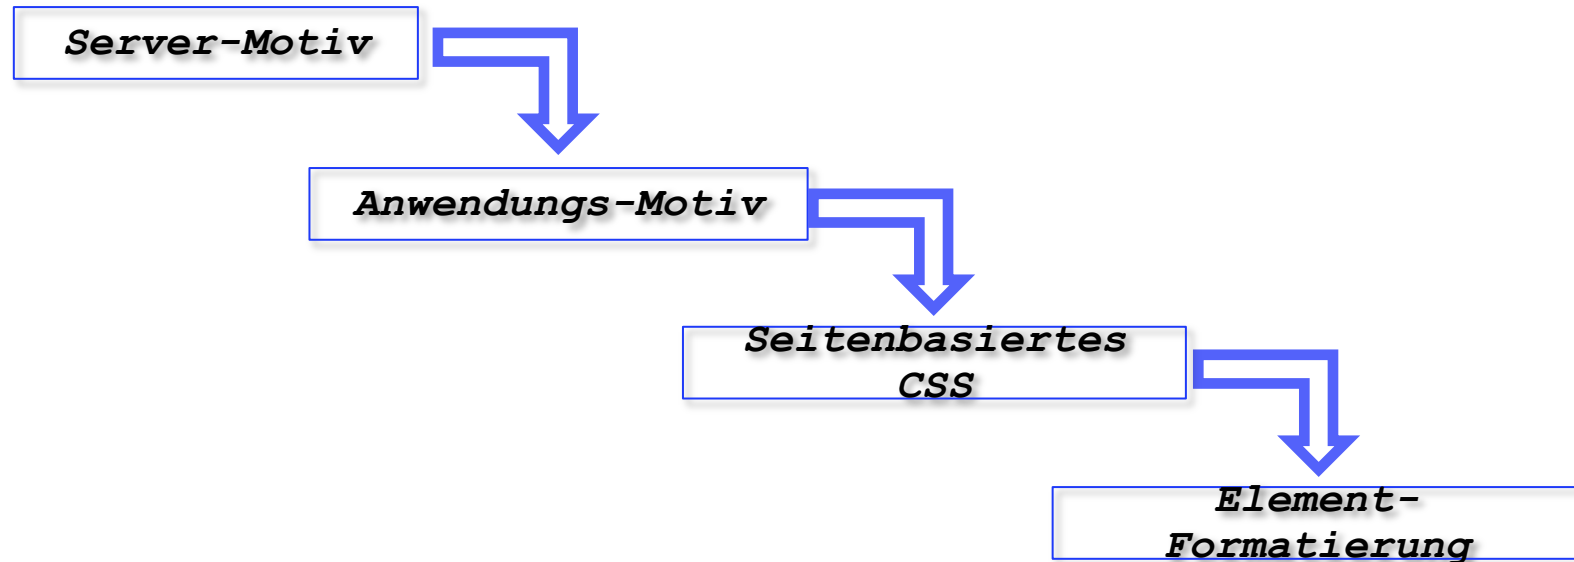 Server-Motiv
Anwendungs-Motiv
Seitenbasiertes
CSS
Element-
Formatierung